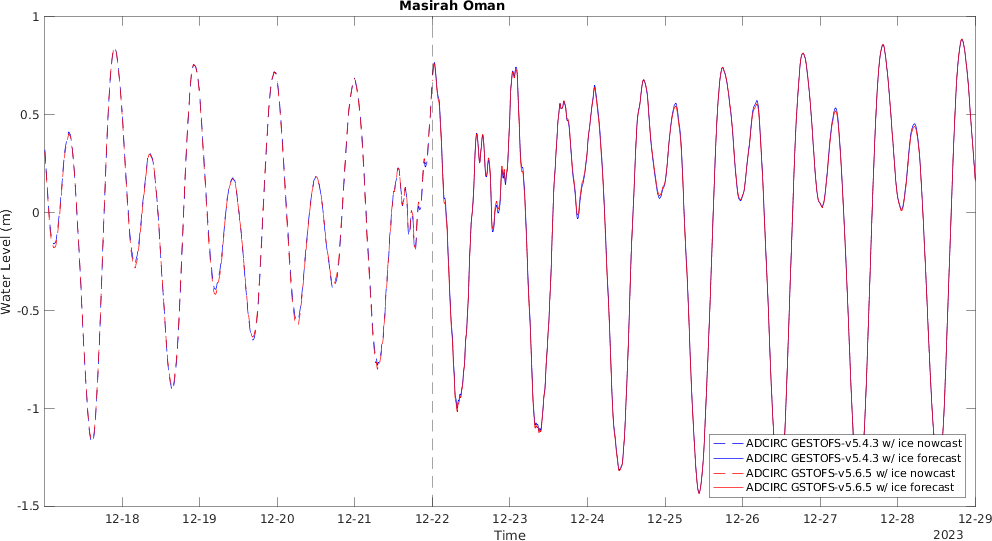 Masirah Oman
1
0.5
0
-0.5
-1
-1.5
Water Level (m)
ADCIRC GESTOFS-v5.4.3 w/ ice nowcast
ADCIRC GESTOFS-v5.4.3 w/ ice forecast
ADCIRC GSTOFS-v5.6.5 w/ ice nowcast
ADCIRC GSTOFS-v5.6.5 w/ ice forecast
12-18 12-19 12-20 12-21 12-22 12-23 12-24 12-25 12-26 12-27 12-28 12-29
Time 2023